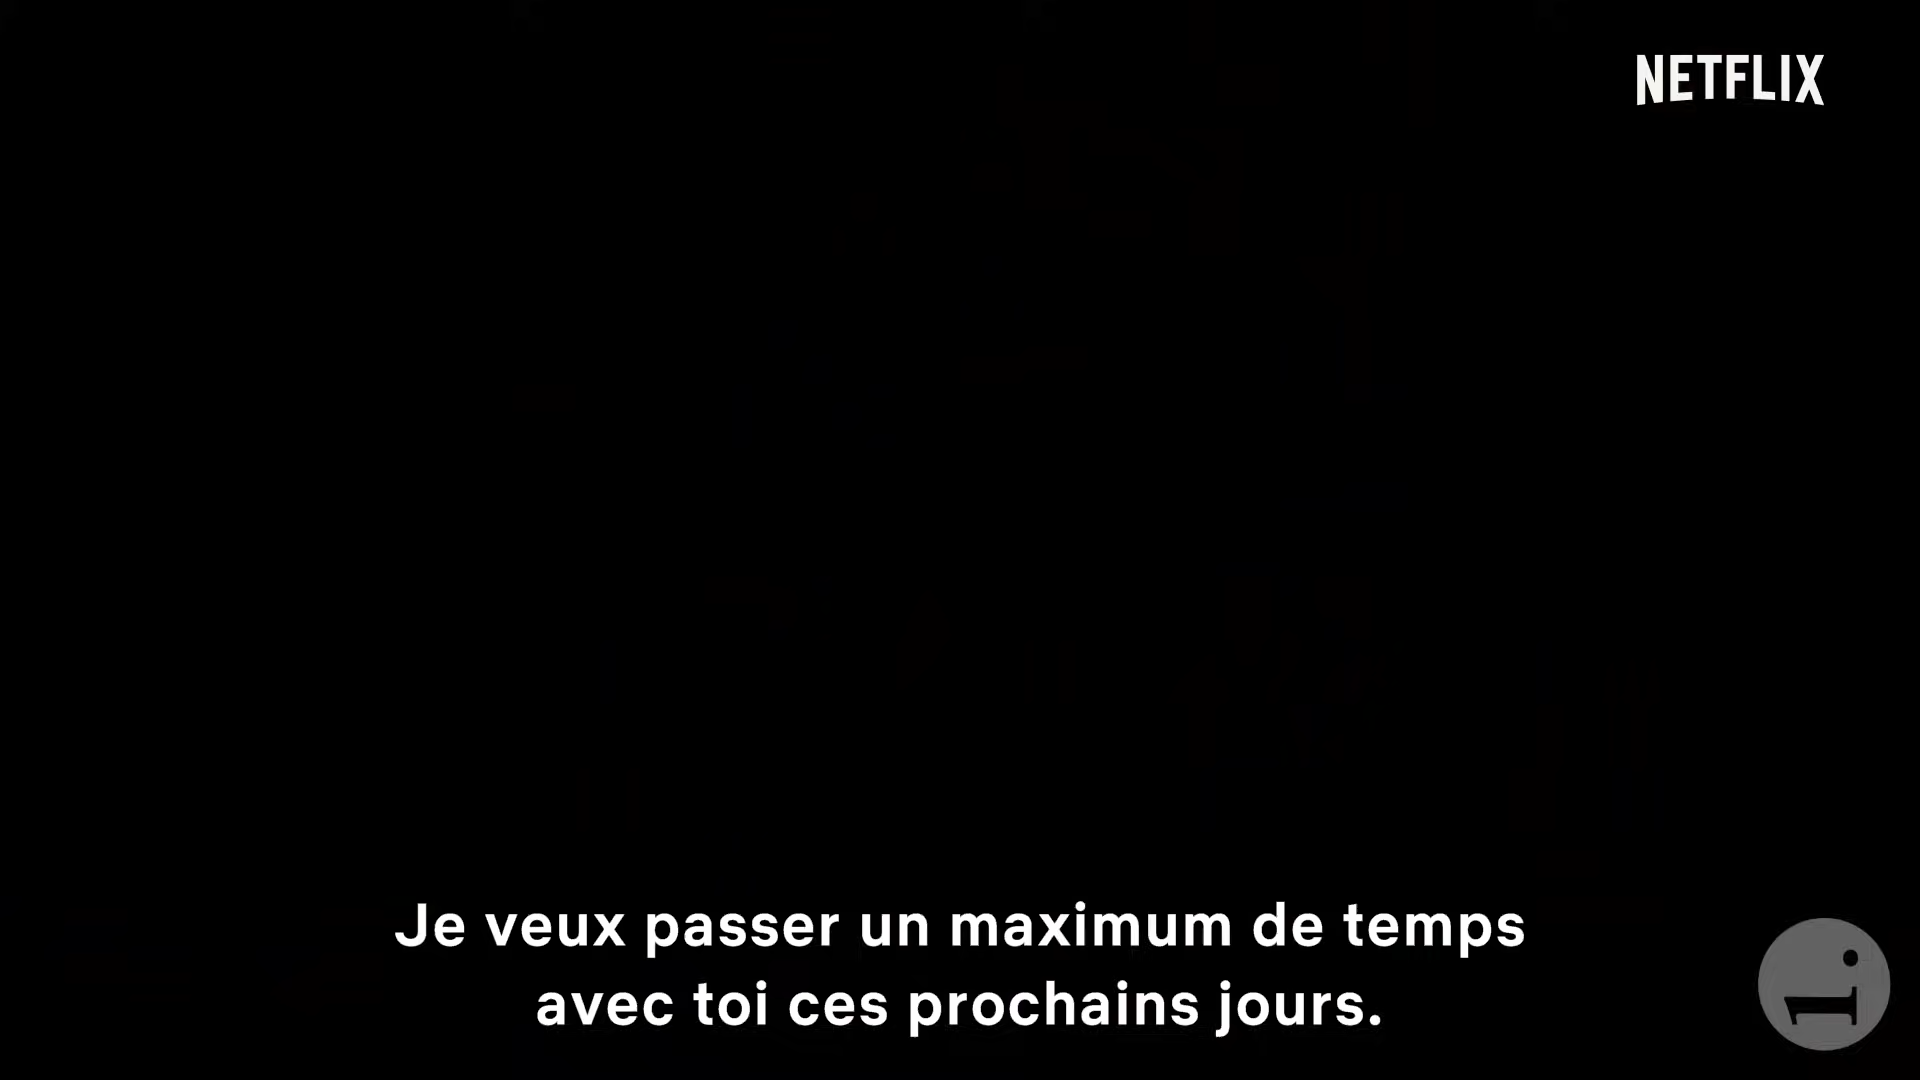 NETFLIX
Je veux passer un maximum de temps
avec toi ces prochains jours.